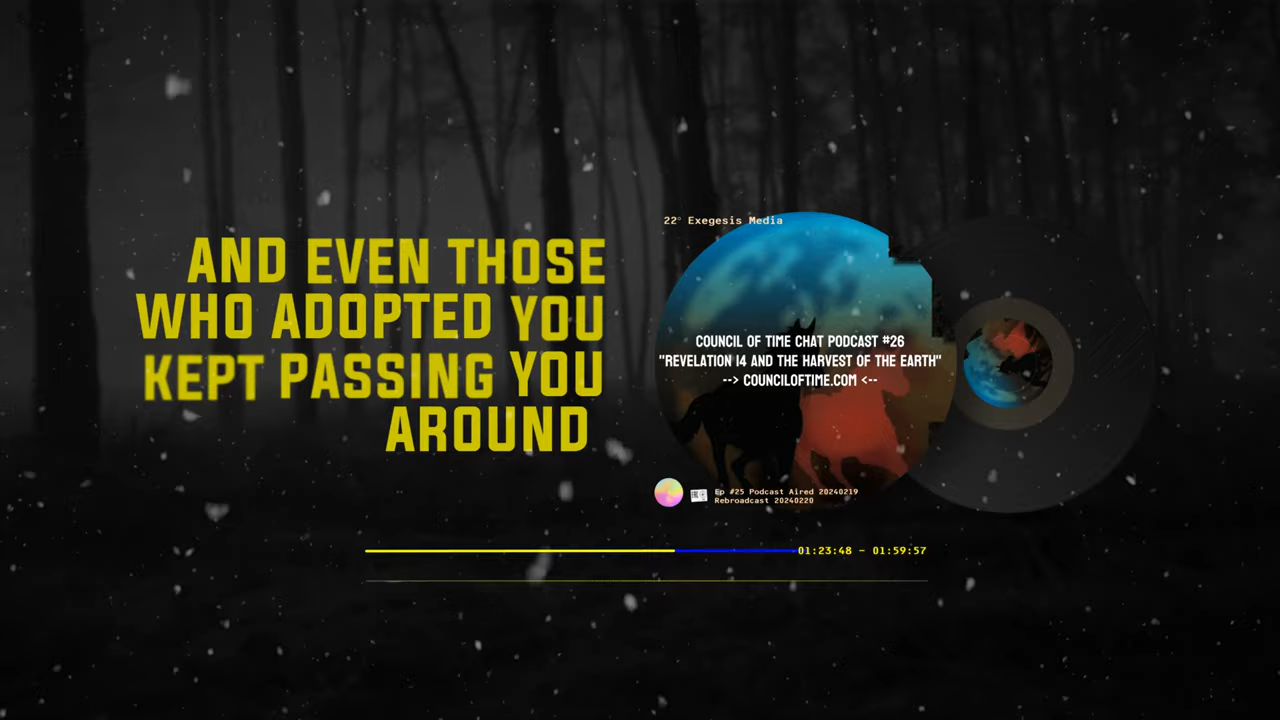 AND EVEN THOSE
WHO ADOPTED YOU
KEPT PASSING YOU
AROUND
22° Exegesis Media
COUNCIL OF TIME CHAT PODCAST #26
"REVELATION 14 AND THE HARVEST OF THE EARTH"
--> COUNCILOFTIME.COM <--
Ep #25 Podcast Aired 20240219
Rebroadcast 20240220
01:23:48 - 01:59:57